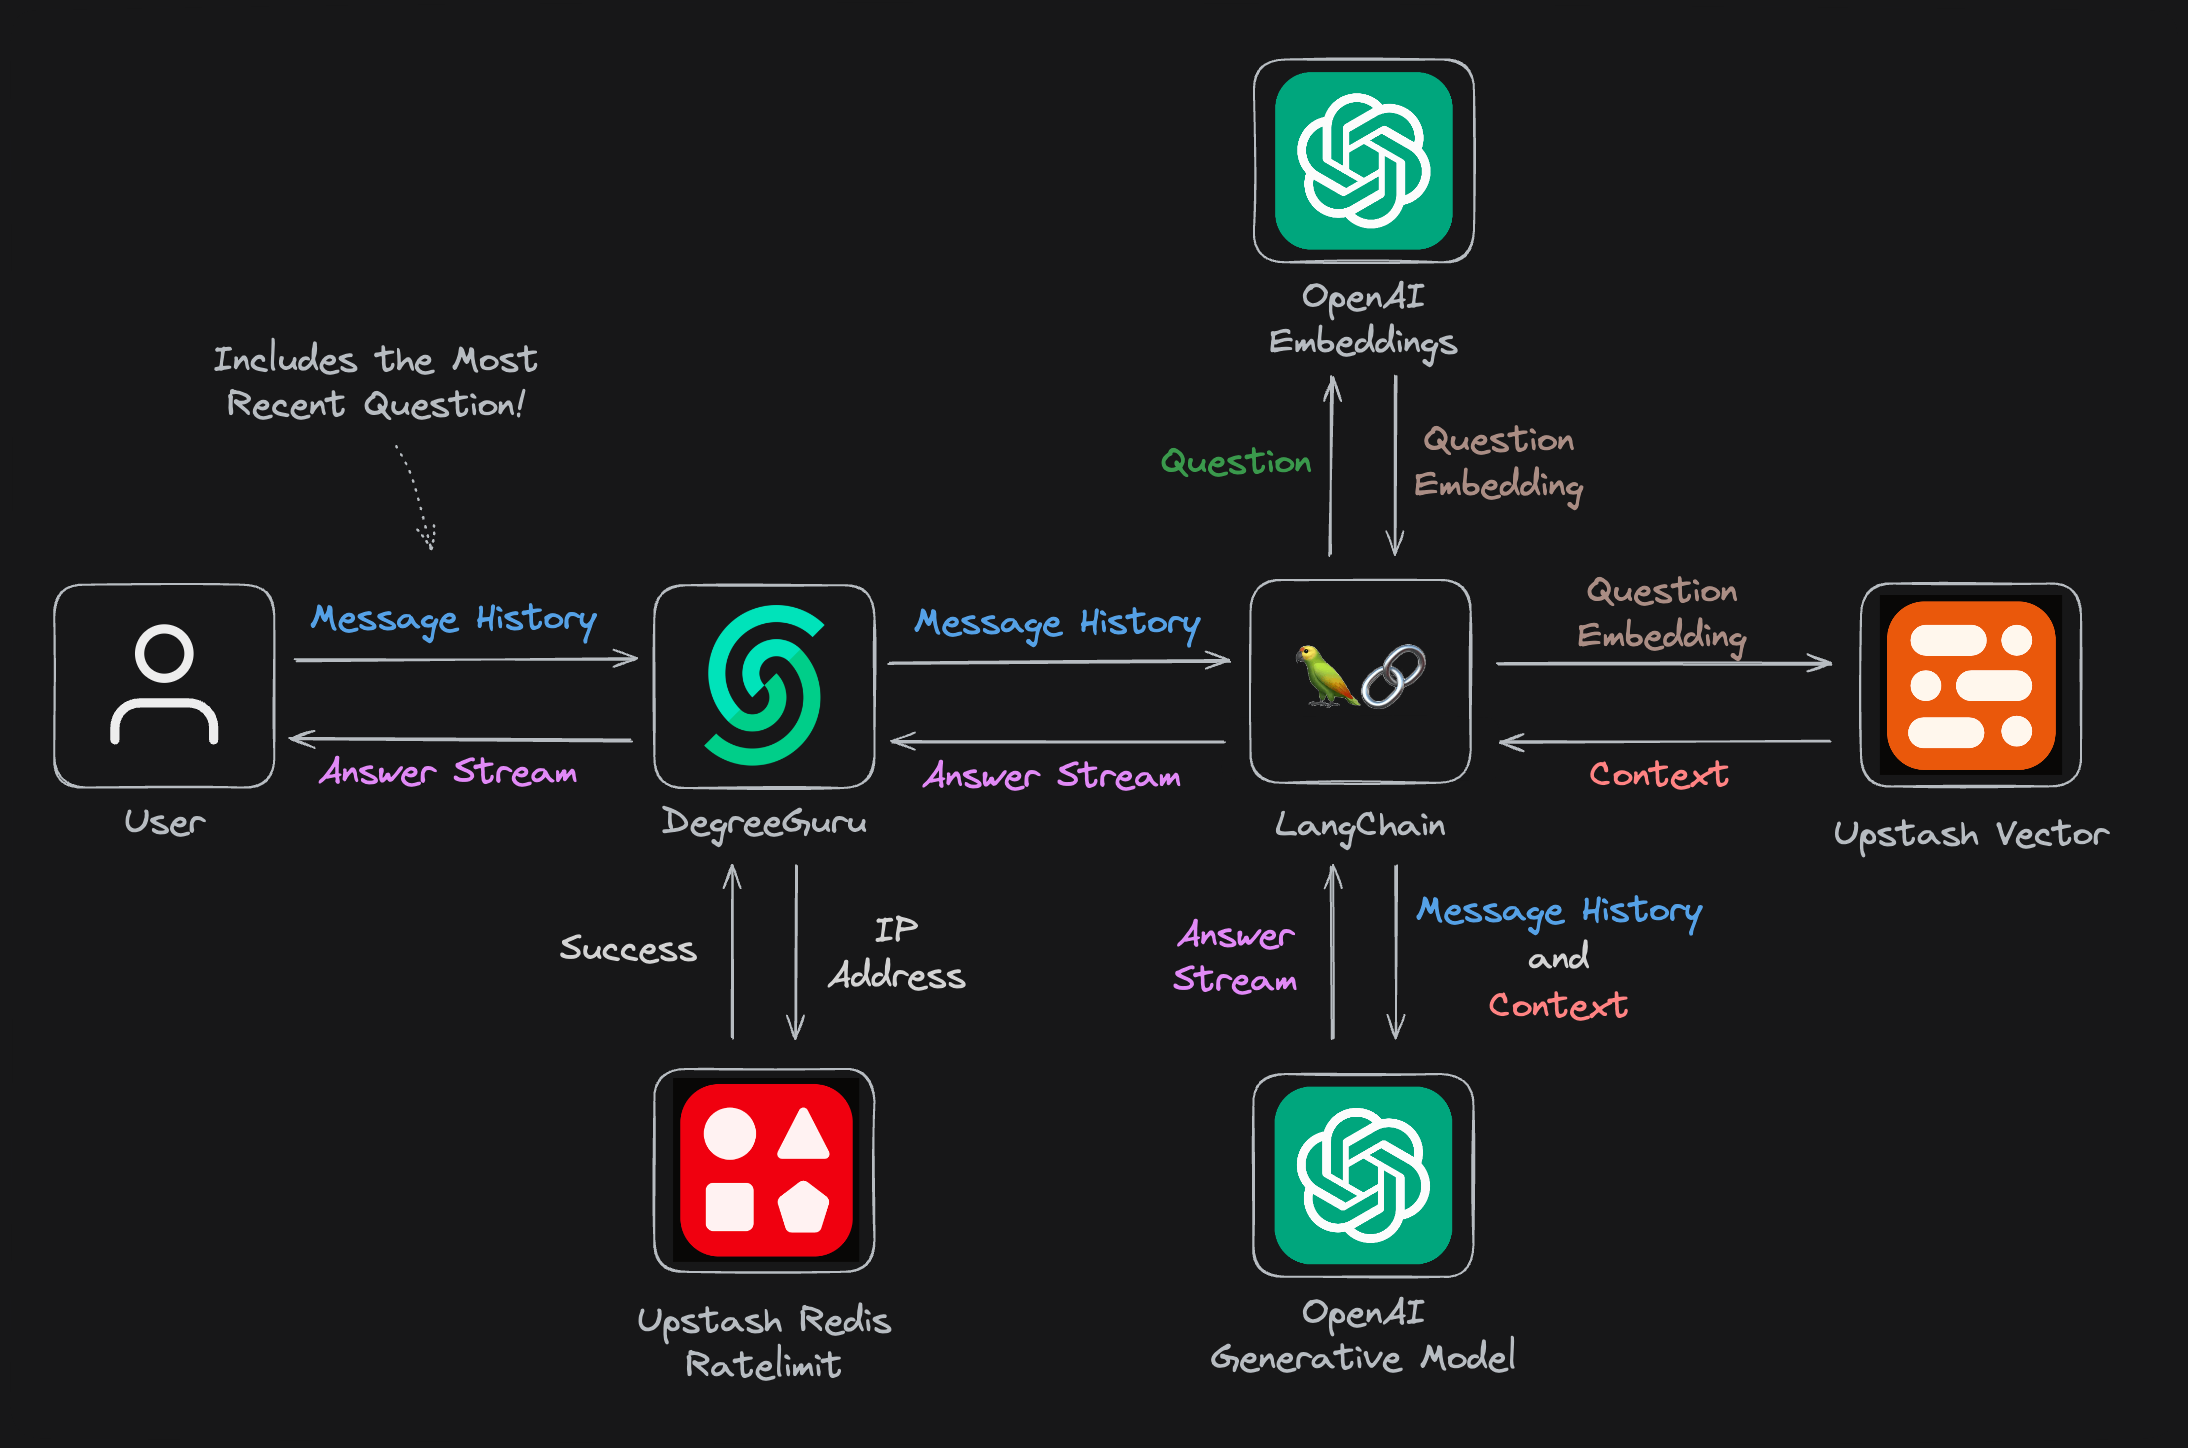 OpenAI
Embeddings
Includes the Most
Recent Question!
Question
Question
Embedding
Message History
Message History
Question
Embedding
Answer Stream
Answer Stream
Context
User
DegreeGuru
LangChain
Upstash Vector
Success
IP
Address
Answer
Stream
Message History
and
Context
Upstash Redis
Ratelimit
OpenAI
Generative Model